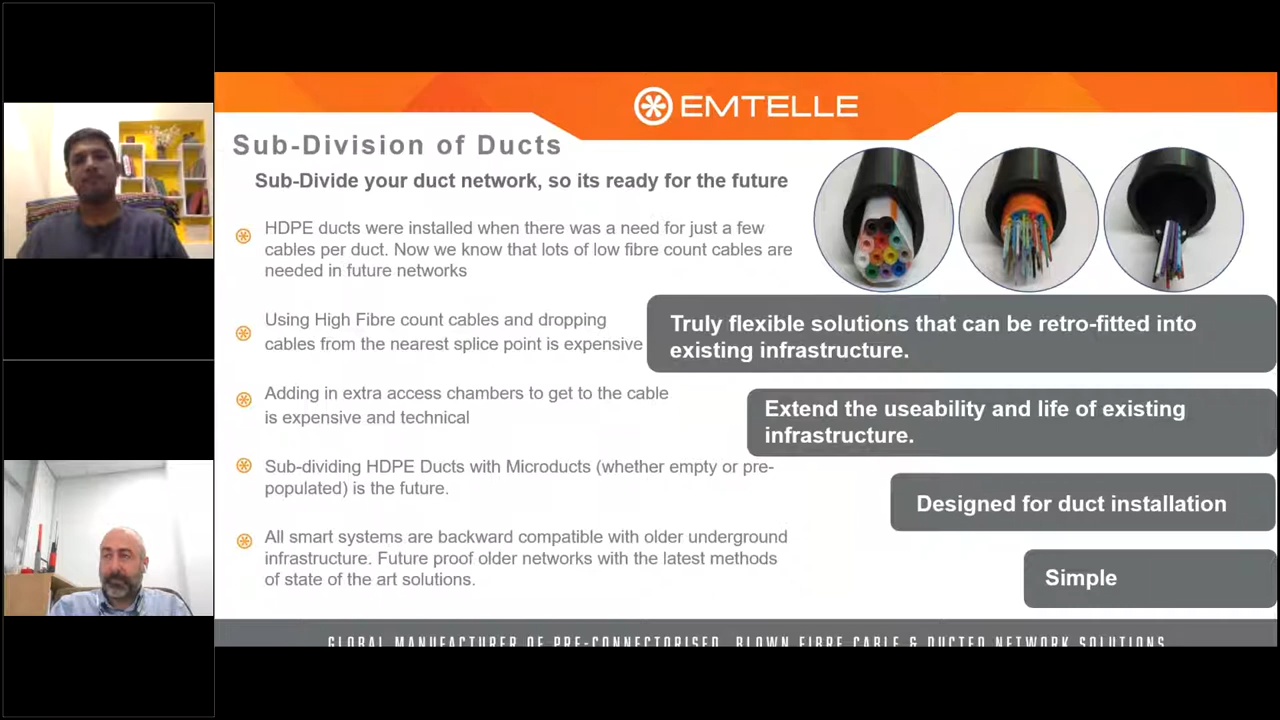 EMTELLE
Sub-Division of Ducts
Sub-Divide your duct network, so its ready for the future
HDPE ducts were installed when there was a need for just a few
cables per duct. Now we know that lots of low fibre count cables are
needed in future networks
Using High Fibre count cables and dropping
cables from the nearest splice point is expensive
Adding in extra access chambers to get to the cable
is expensive and technical
Sub-dividing HDPE Ducts with Microducts (whether empty or pre-
populated) is the future.
All smart systems are backward compatible with older underground
infrastructure. Future proof older networks with the latest methods
of state of the art solutions.
Truly flexible solutions that can be retro-fitted into
existing infrastructure.
Extend the useability and life of existing
infrastructure.
Designed for duct installation
Simple
GLOBAL MANUFACTURER OF PRE-CONNECTORISED, BLOWN FIBRE CABLE & DUCTED NETWORK SOLUTIONS